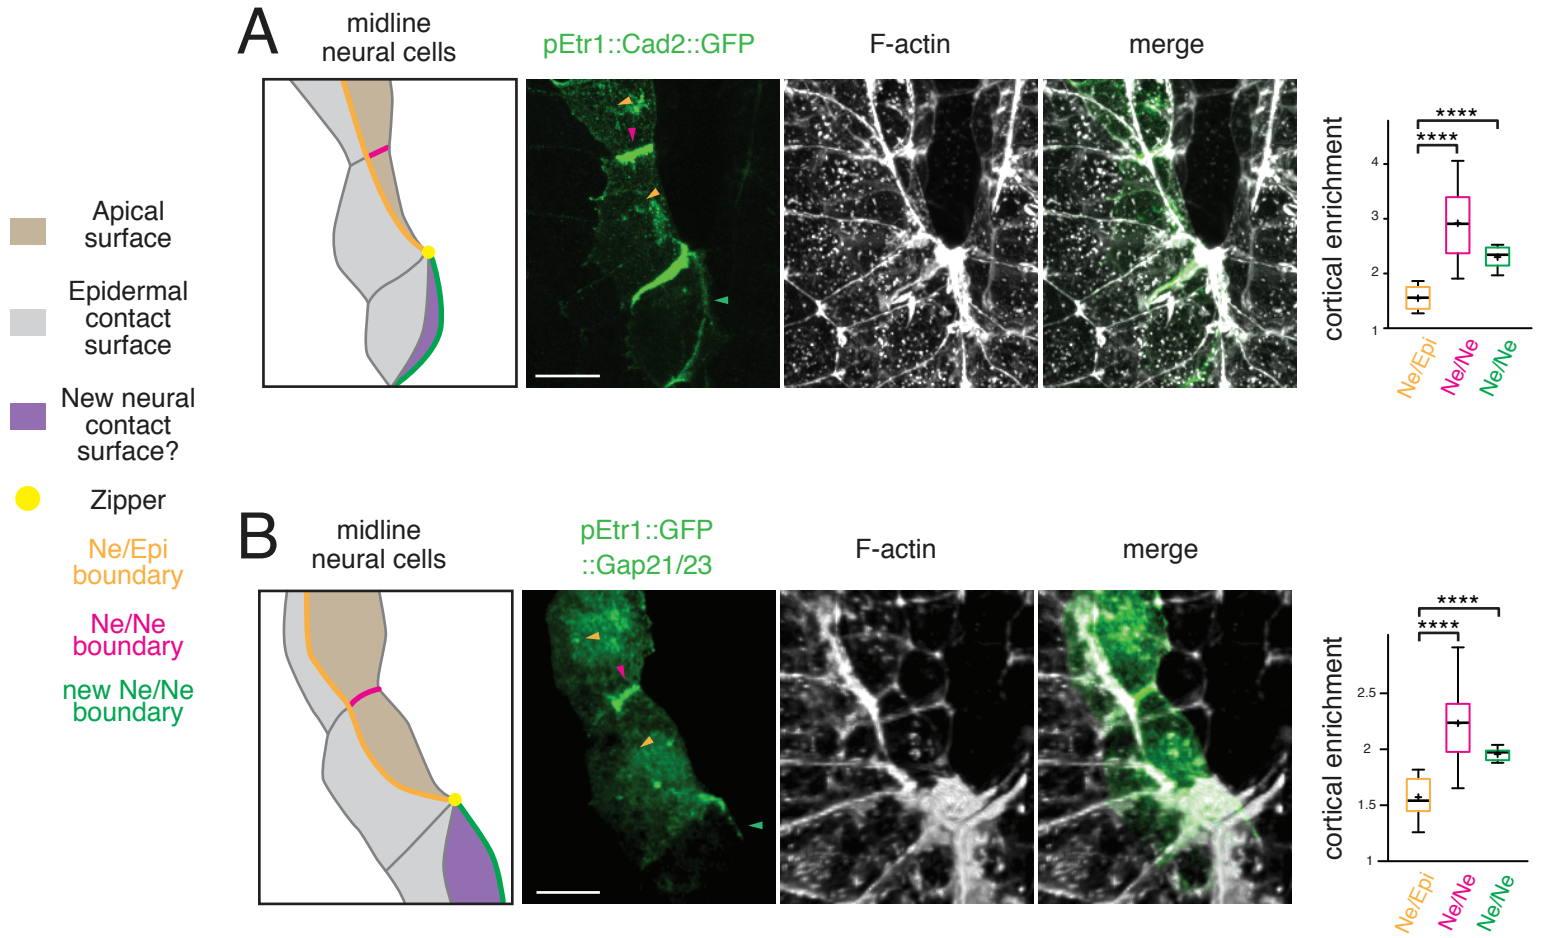 A
midline
neural cells
pEtr1::Cad2::GFP
F-actin
merge
Apical
surface
Epidermal
contact
surface
New neural
contact
surface?
Zipper
Ne/Epi
boundary
Ne/Ne
boundary
new Ne/Ne
boundary
cortical enrichment
4
3
2
1
****
****
Ne/Epi
Ne/Ne
Ne/Ne
B
midline
neural cells
pEtr1::GFP
::Gap21/23
F-actin
merge
cortical enrichment
2.5
2
1.5
1
****
****
Ne/Epi
Ne/Ne
Ne/Ne